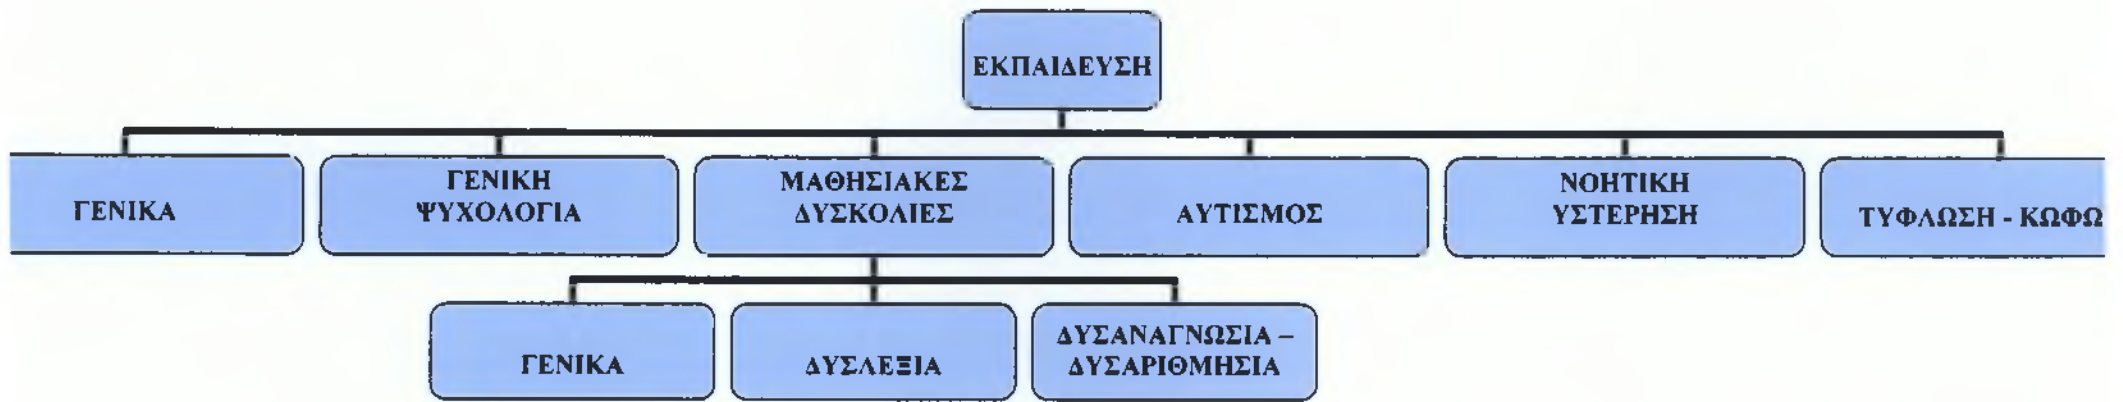 ΕΚΠΑΙΔΕΥΣΗ
ΓΕΝΙΚΑ
ΓΕΝΙΚΗ
ΨΥΧΟΛΟΓΙΑ
ΜΑΘΗΣΙΑΚΕΣ
ΔΥΣΚΟΛΙΕΣ
ΑΥΤΙΣΜΟΣ
ΝΟΗΤΙΚΗ
ΥΣΤΕΡΗΣΗ
ΤΥΦΛΩΣΗ - ΚΩΦΩ
ΓΕΝΙΚΑ
ΔΥΣΛΕΞΙΑ
ΔΥΣΑΝΑΓΝΩΣΙΑ –
ΔΥΣΑΡΙΘΜΗΣΙΑ